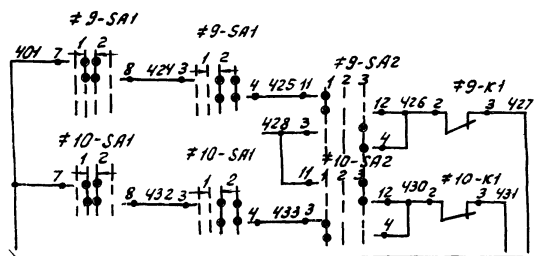 ≠9-SA1
≠9-SA1
401 7 1 2
8 424 3 1 2
≠9-SA2
4 425 11 1 2 3
12 426 2 ≠9-K1 3 427
428 3
4
≠10-SA1
≠10-SA1
≠10-SA2
7 1 2
8 432 3 1 2
11 1 2 3
12 430 2 ≠10-K1 3 431
4 433 3
4